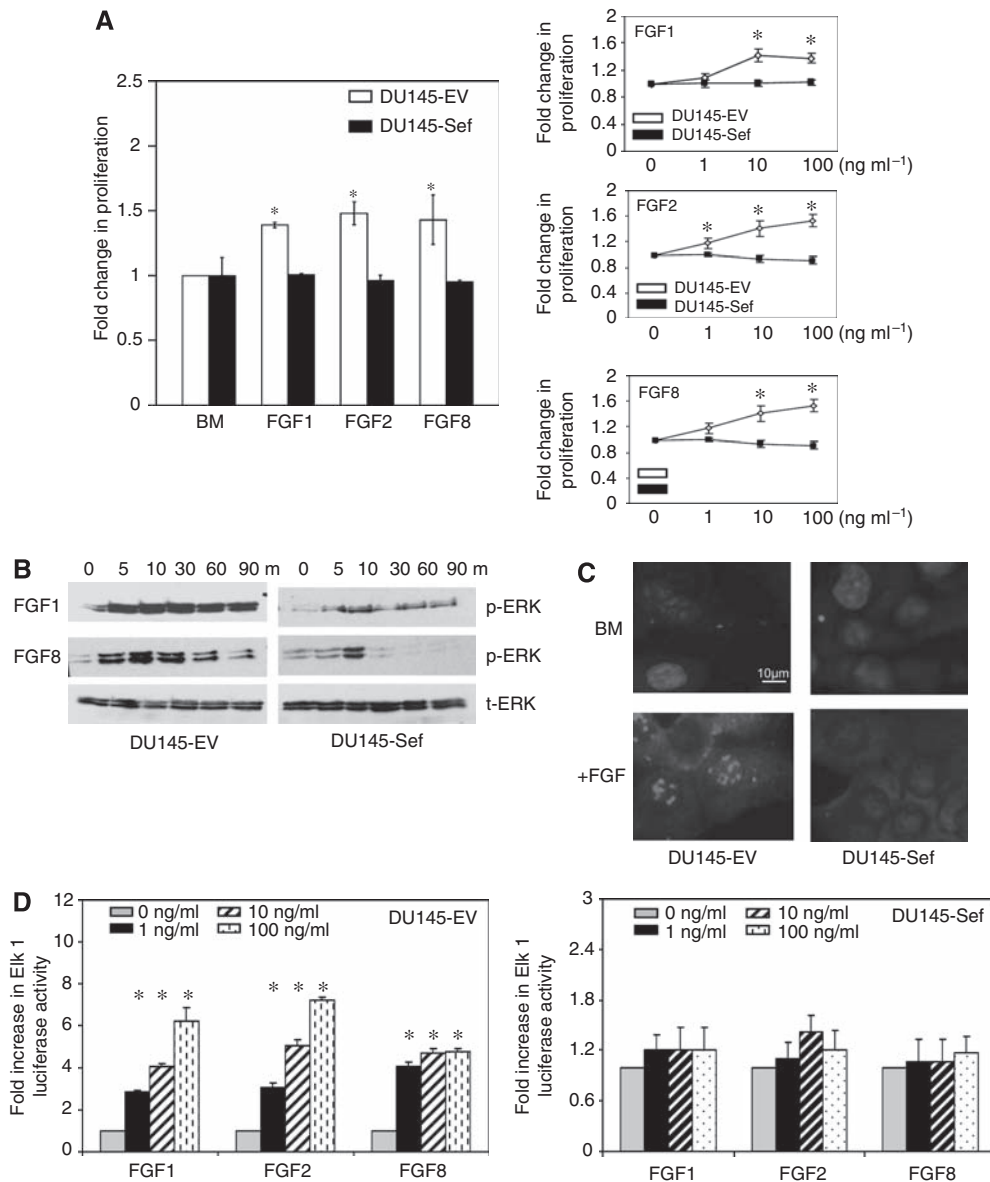 A
2.5
2
1.5
1
0.5
0
Fold change in proliferation
DU145-EV
DU145-Sef
*
*
*
BM FGF1 FGF2 FGF8
FGF1
2
1.6
1.2
0.8
0.4
0
Fold change in
proliferation
* *
DU145-EV
DU145-Sef
0 1 10 100 (ng ml⁻¹)
FGF2
2
1.6
1.2
0.8
0.4
0
Fold change in
proliferation
* * *
DU145-EV
DU145-Sef
0 1 10 100 (ng ml⁻¹)
FGF8
2
1.6
1.2
0.8
0.4
0
Fold change in
proliferation
* *
0 1 10 100 (ng ml⁻¹)
B
0 5 10 30 60 90 m 0 5 10 30 60 90 m
FGF1 p-ERK
FGF8 p-ERK
t-ERK
DU145-EV DU145-Sef
C
BM
10µm
+FGF
DU145-EV DU145-Sef
D
12
10
8
6
4
2
0
Fold increase in Elk 1
luciferase activity
0 ng/ml 10 ng/ml
1 ng/ml 100 ng/ml
DU145-EV
* * * * * * * * *
FGF1 FGF2 FGF8
3
2.4
1.8
1.2
0.6
0
Fold increase in Elk 1
luciferase activity
0 ng/ml 10 ng/ml
1 ng/ml 100 ng/ml
DU145-Sef
FGF1 FGF2 FGF8